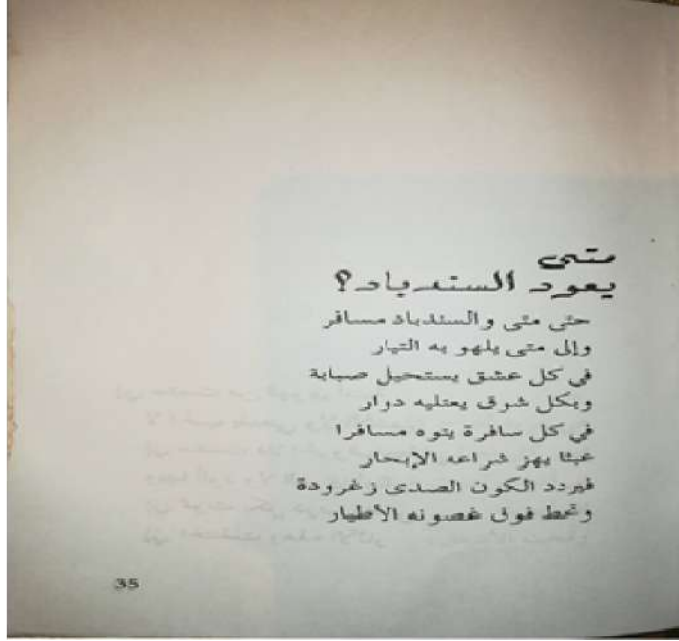 متى
يعود السندباد؟
حتى متى والسندباد مسافر
وإلى متى يلهو به التيار
في كل عشق يستحيل صبابة
وبكل شرق يعتليه دوار
في كل سافرة يتوه مسافرا
عبثا يهز شراعه الإبحار
فيردد الكون الصدى زغرودة
وتحط فوق غصونه الأطيار
35